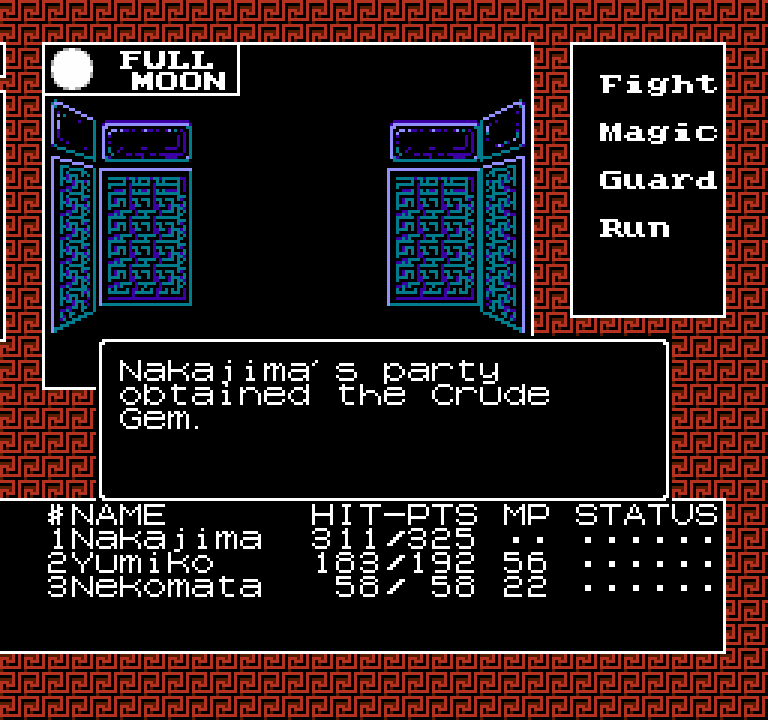 FULL
MOON
Fight
Magic
Guard
Run
Nakajima's party
obtained the Crude
Gem.
#NAME HIT-PTS MP STATUS
1Nakajima 311/325 .. ......
2Yumiko 183/192 56 ......
3Nekomata 58/ 58 22 ......